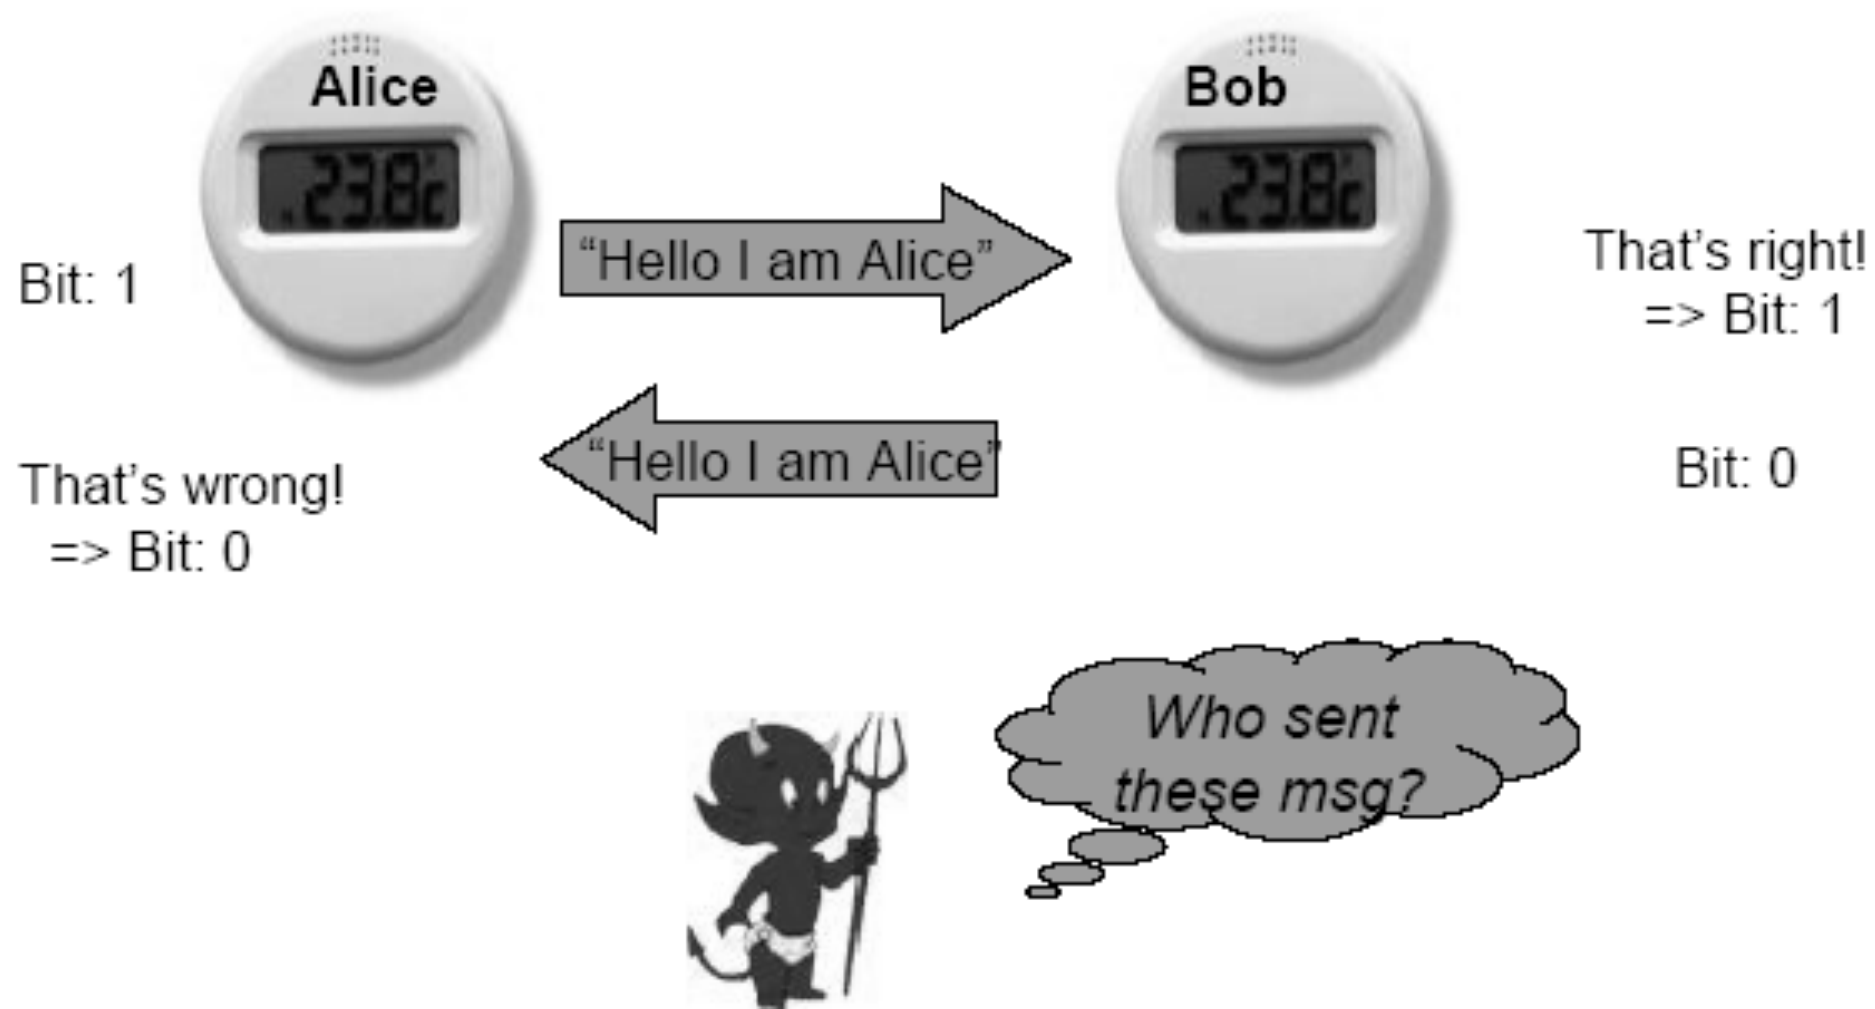 Alice
Bob
23.8c
23.8c
"Hello I am Alice"
That's right!
=> Bit: 1
Bit: 1
"Hello I am Alice"
Bit: 0
That's wrong!
=> Bit: 0
Who sent
these msg?